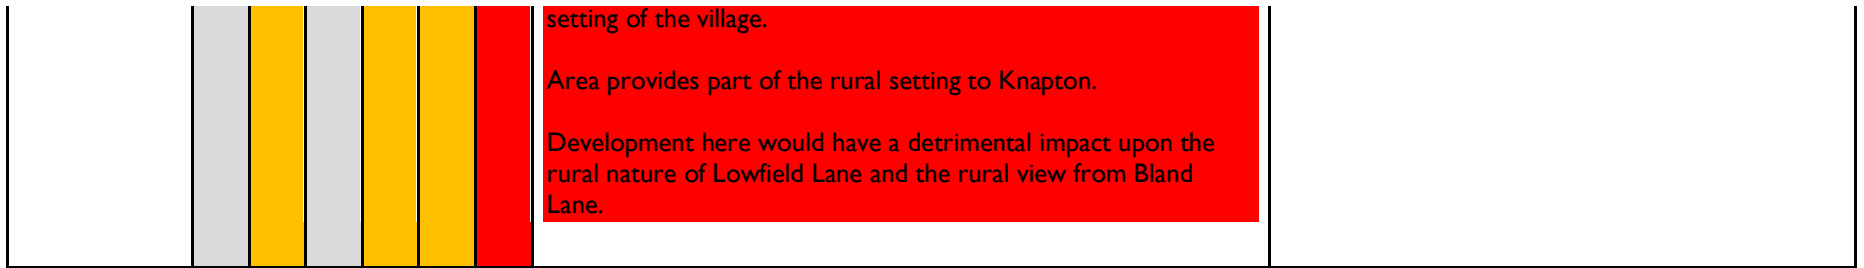 setting of the village.
Area provides part of the rural setting to Knapton.
Development here would have a detrimental impact upon the
rural nature of Lowfield Lane and the rural view from Bland
Lane.